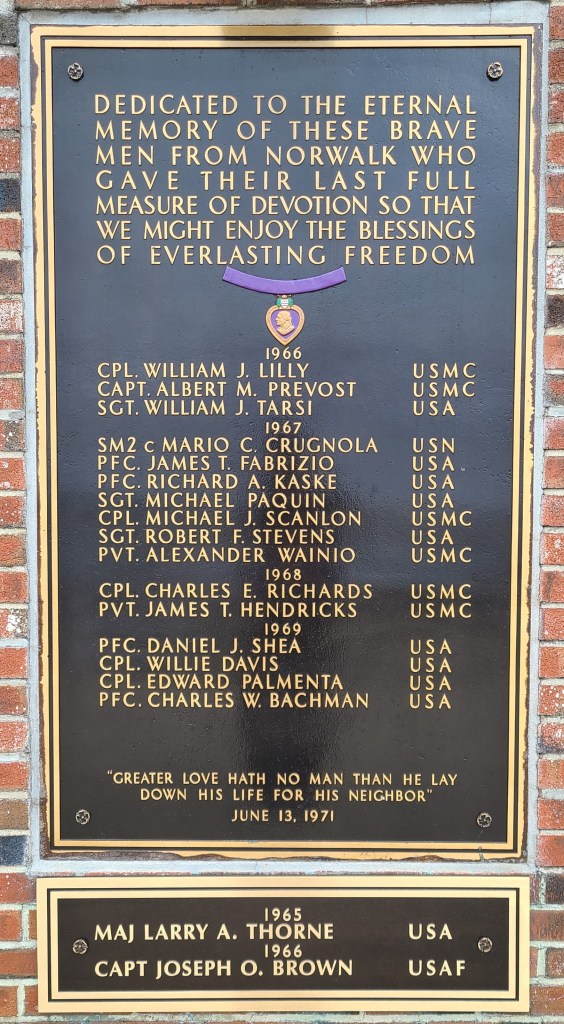 DEDICATED TO THE ETERNAL
MEMORY OF THESE BRAVE
MEN FROM NORWALK WHO
GAVE THEIR LAST FULL
MEASURE OF DEVOTION SO THAT
WE MIGHT ENJOY THE BLESSINGS
OF EVERLASTING FREEDOM
1966
CPL. WILLIAM J. LILLY USMC
CAPT. ALBERT M. PREVOST USMC
SGT. WILLIAM J. TARSI USA
1967
SM2 c MARIO C. CRUGNOLA USN
PFC. JAMES T. FABRIZIO USA
PFC. RICHARD A. KASKE USA
SGT. MICHAEL PAQUIN USA
CPL. MICHAEL J. SCANLON USMC
SGT. ROBERT F. STEVENS USA
PVT. ALEXANDER WAINIO USMC
1968
CPL. CHARLES E. RICHARDS USMC
PVT. JAMES T. HENDRICKS USMC
1969
PFC. DANIEL J. SHEA USA
CPL. WILLIE DAVIS USA
CPL. EDWARD PALMENTA USA
PFC. CHARLES W. BACHMAN USA
"GREATER LOVE HATH NO MAN THAN HE LAY
DOWN HIS LIFE FOR HIS NEIGHBOR"
JUNE 13, 1971
1965
MAJ LARRY A. THORNE USA
1966
CAPT JOSEPH O. BROWN USAF